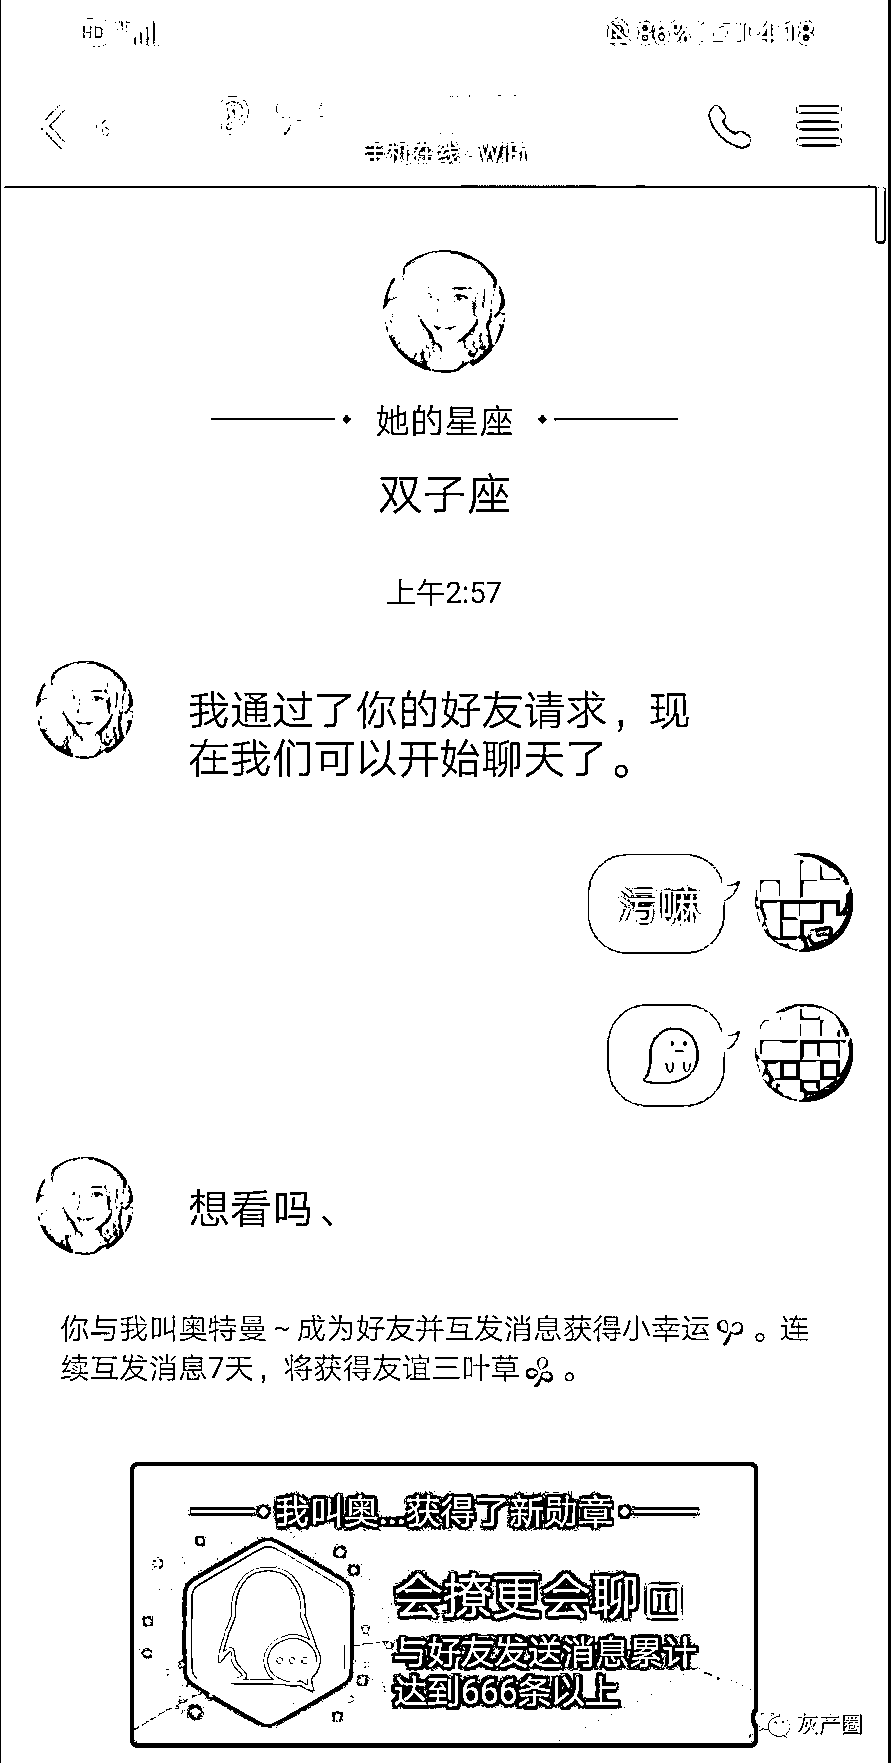 HD
86% 4:18
手机在线 - WiFi
她的星座
双子座
上午2:57
我通过了你的好友请求，现
在我们可以开始聊天了。
污嘛
想看吗、
你与我叫奥特曼～成为好友并互发消息获得小幸运。连
续互发消息7天，将获得友谊三叶草。
我叫奥...获得了新勋章
会撩更会聊
与好友发送消息累计
达到666条以上
灰产圈